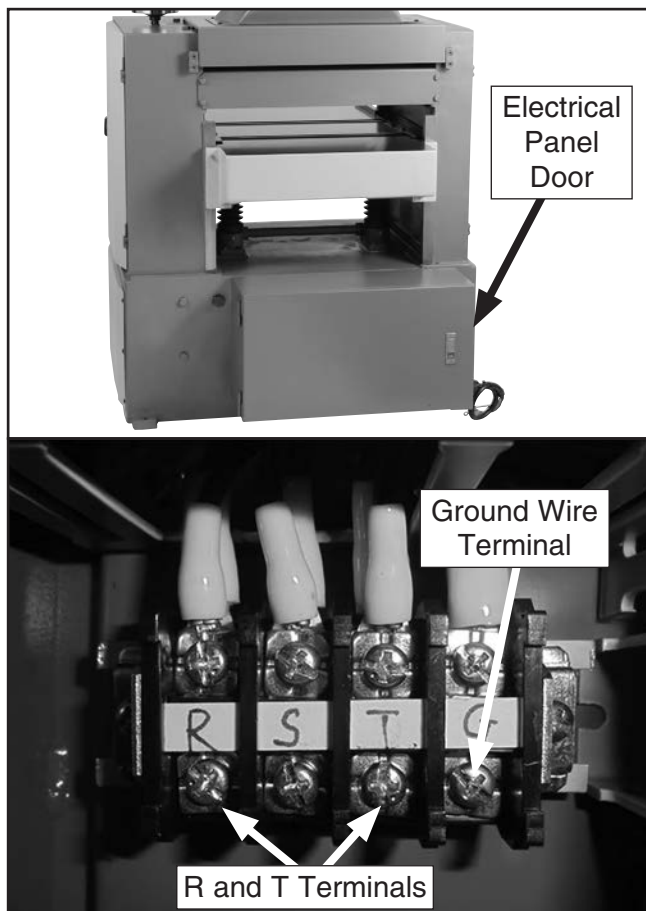 Electrical
Panel
Door
Ground Wire
Terminal
R S T G
R and T Terminals